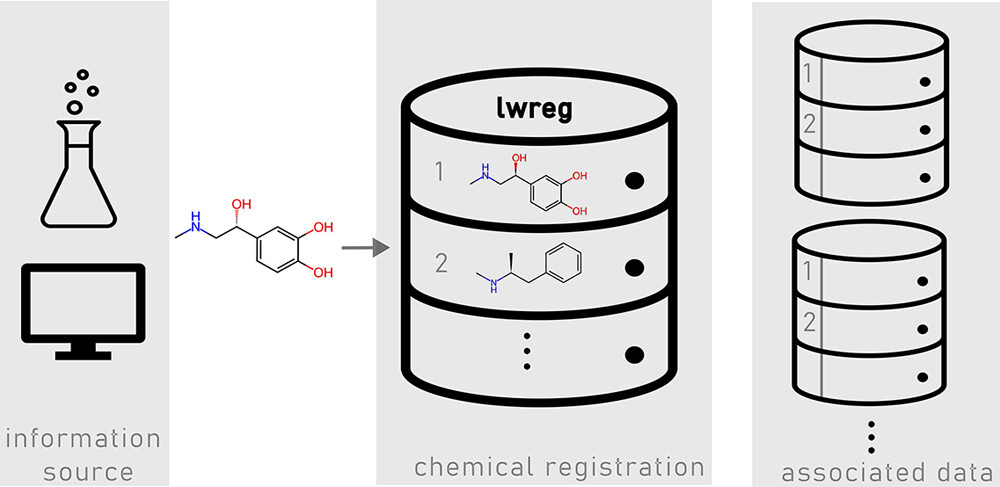 information
source
H
N
OH
OH
OH
lwreg
1
OH
H
N
OH
OH
2
N
H
chemical registration
1
2
1
2
associated data